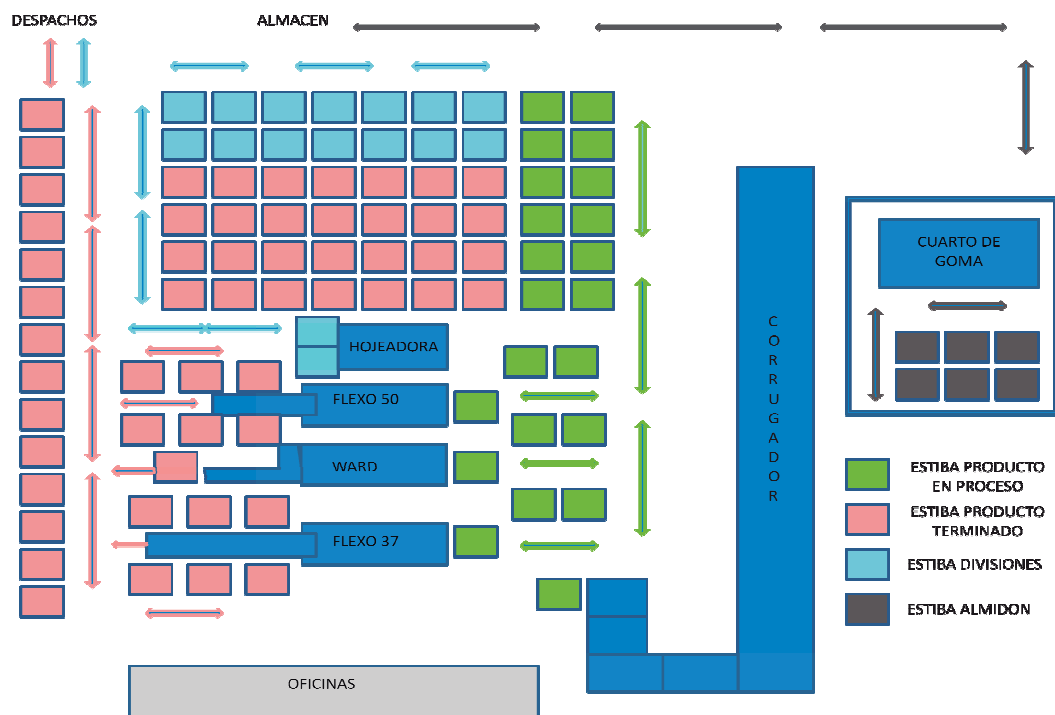 DESPACHOS
ALMACEN
CUARTO DE
GOMA
HOJEADORA
FLEXO 50
WARD
FLEXO 37
CORRUGADOR
ESTIBA PRODUCTO
EN PROCESO
ESTIBA PRODUCTO
TERMINADO
ESTIBA DIVISIONES
ESTIBA ALMIDON
OFICINAS